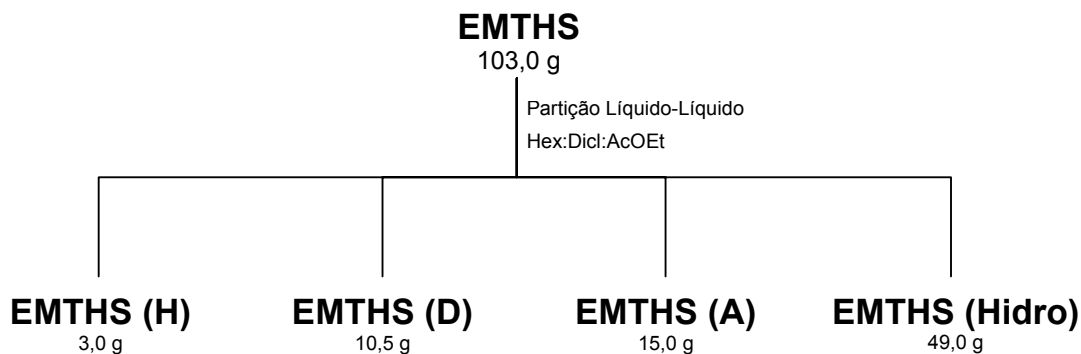 EMTHS
103,0 g
Partição Líquido-Líquido
Hex:Dicl:AcOEt
EMTHS (H)
3,0 g
EMTHS (D)
10,5 g
EMTHS (A)
15,0 g
EMTHS (Hidro)
49,0 g